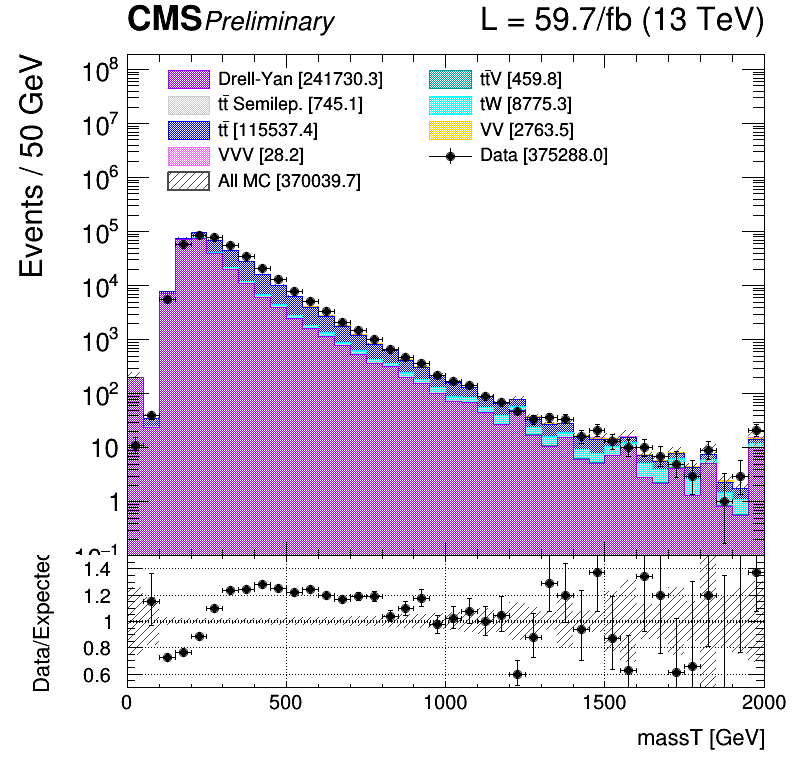 CMS Preliminary L = 59.7/fb (13 TeV)
Events / 50 GeV
10⁸
10⁷
10⁶
10⁵
10⁴
10³
10²
10
1
10⁻¹
Drell-Yan [241730.3]
tt̄ Semilep. [745.1]
tt̄ [115537.4]
VVV [28.2]
All MC [370039.7]
tt̄V [459.8]
tW [8775.3]
VV [2763.5]
Data [375288.0]
Data/Expected
1.4
1.2
1
0.8
0.6
0 500 1000 1500 2000
massT [GeV]